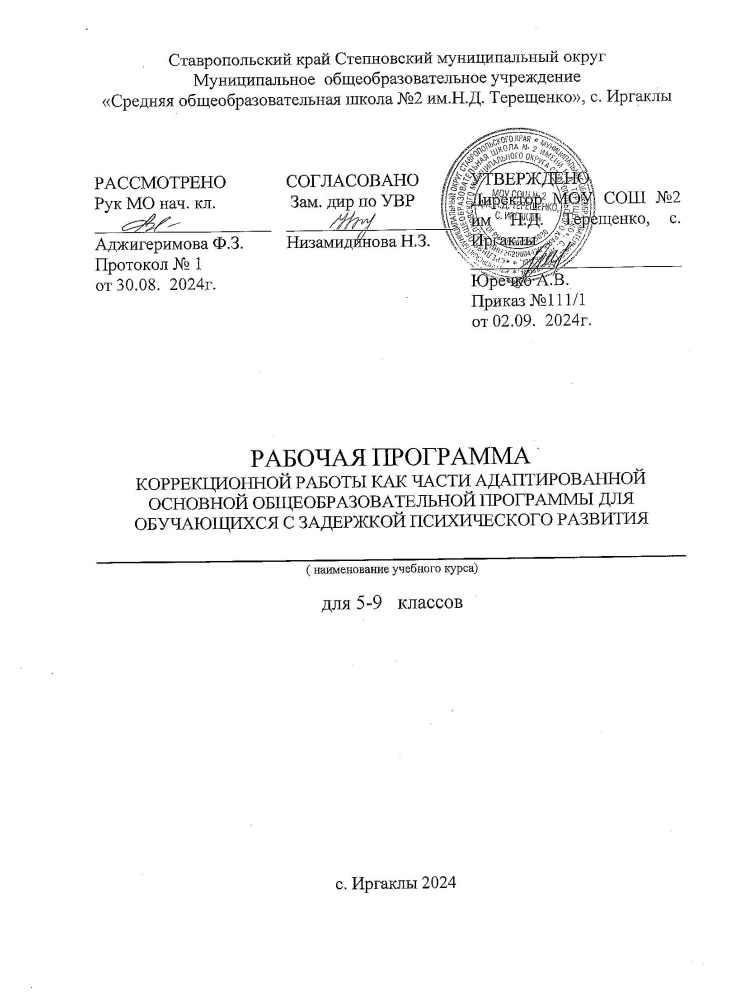 Ставропольский край Степновский муниципальный округ
Муниципальное общеобразовательное учреждение
«Средняя общеобразовательная школа №2 им.Н.Д. Терещенко», с. Иргаклы
РАССМОТРЕНО
Рук МО нач. кл.
Аджигеримова Ф.З.
Протокол № 1
от 30.08. 2024г.
СОГЛАСОВАНО
Зам. дир по УВР
Низамидинова Н.З.
УТВЕРЖДЕНО
Директор МОУ СОШ №2
им Н.Д. Терещенко, с.
Иргаклы
Юречко А.В.
Приказ №111/1
от 02.09. 2024г.
РАБОЧАЯ ПРОГРАММА
КОРРЕКЦИОННОЙ РАБОТЫ КАК ЧАСТИ АДАПТИРОВАННОЙ
ОСНОВНОЙ ОБЩЕОБРАЗОВАТЕЛЬНОЙ ПРОГРАММЫ ДЛЯ
ОБУЧАЮЩИХСЯ С ЗАДЕРЖКОЙ ПСИХИЧЕСКОГО РАЗВИТИЯ
( наименование учебного курса)
для 5-9 классов
с. Иргаклы 2024